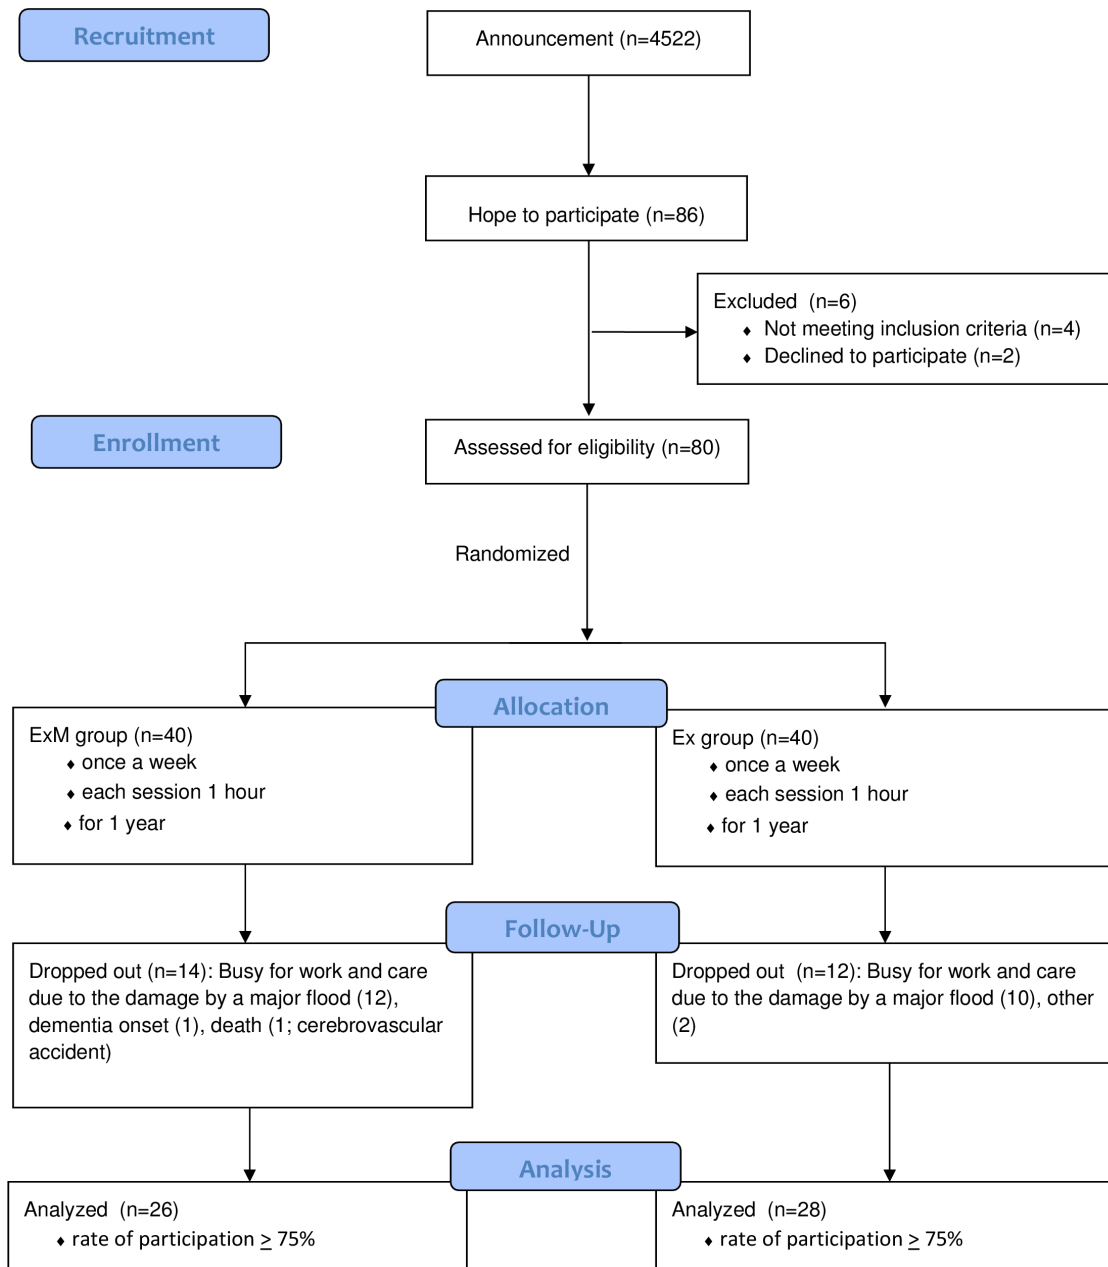 Recruitment
Announcement (n=4522)
Hope to participate (n=86)
Excluded  (n=6)
♦ Not meeting inclusion criteria (n=4)
♦ Declined to participate (n=2)
Enrollment
Assessed for eligibility (n=80)
Randomized
Allocation
ExM group (n=40)
♦ once a week
♦ each session 1 hour
♦ for 1 year
Ex group (n=40)
♦ once a week
♦ each session 1 hour
♦ for 1 year
Follow-Up
Dropped out (n=14): Busy for work and care
due to the damage by a major flood (12),
dementia onset (1), death (1; cerebrovascular
accident)
Dropped out  (n=12): Busy for work and care
due to the damage by a major flood (10), other
(2)
Analysis
Analyzed  (n=26)
♦ rate of participation ≥ 75%
Analyzed  (n=28)
♦ rate of participation ≥ 75%